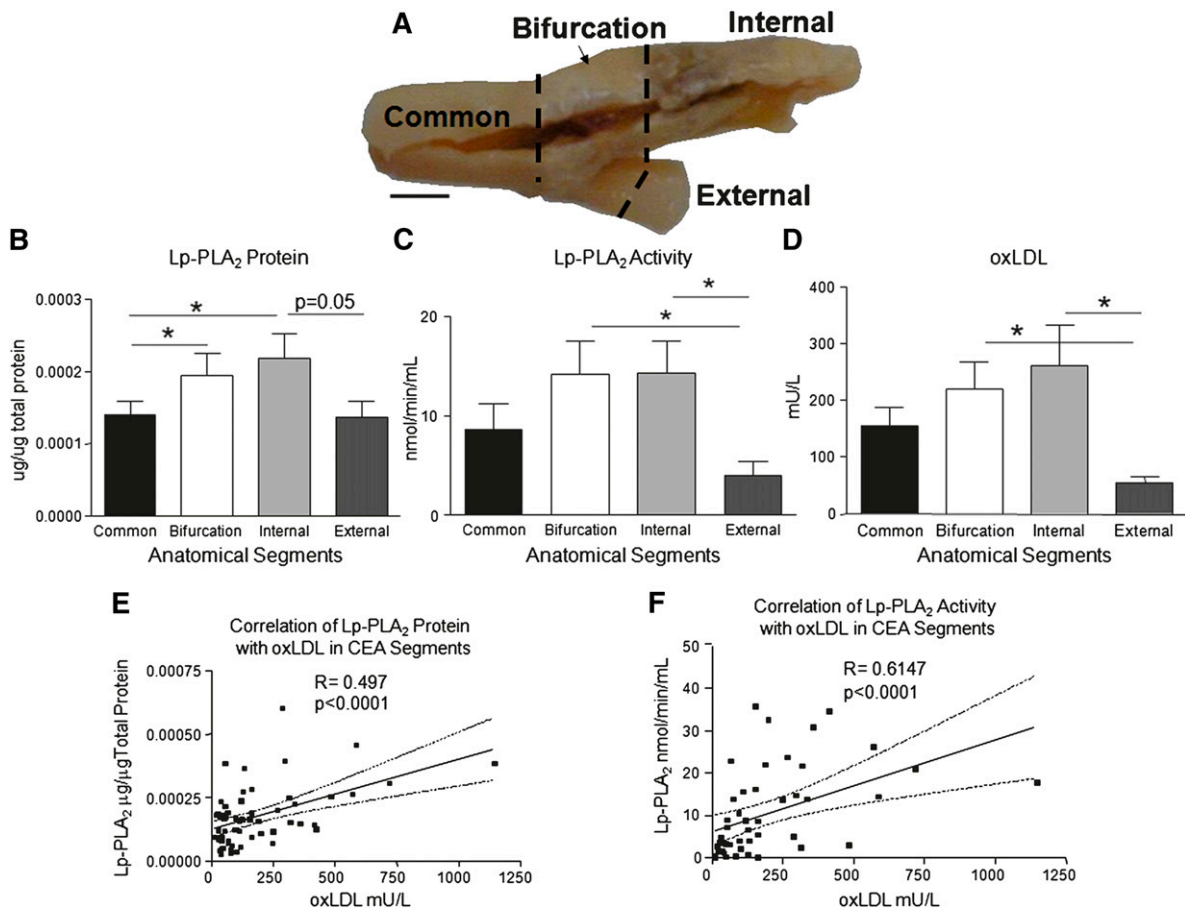 A
Bifurcation
Internal
Common
External
B
Lp-PLA₂ Protein
ug/ug total protein
0.0003
0.0002
0.0001
0.0000
*
*
p=0.05
Common Bifurcation Internal External
Anatomical Segments
C
Lp-PLA₂ Activity
nmol/min/mL
20
10
0
*
*
Common Bifurcation Internal External
Anatomical Segments
D
oxLDL
mU/L
400
300
200
100
0
*
*
Common Bifurcation Internal External
Anatomical Segments
E
Correlation of Lp-PLA₂ Protein
with oxLDL in CEA Segments
R= 0.497
p<0.0001
Lp-PLA₂ µg/µgTotal Protein
0.00075
0.00050
0.00025
0.00000
0 250 500 750 1000 1250
oxLDL mU/L
F
Correlation of Lp-PLA₂ Activity
with oxLDL in CEA Segments
R= 0.6147
p<0.0001
Lp-PLA₂ nmol/min/mL
50
40
30
20
10
0
0 250 500 750 1000 1250
oxLDL mU/L